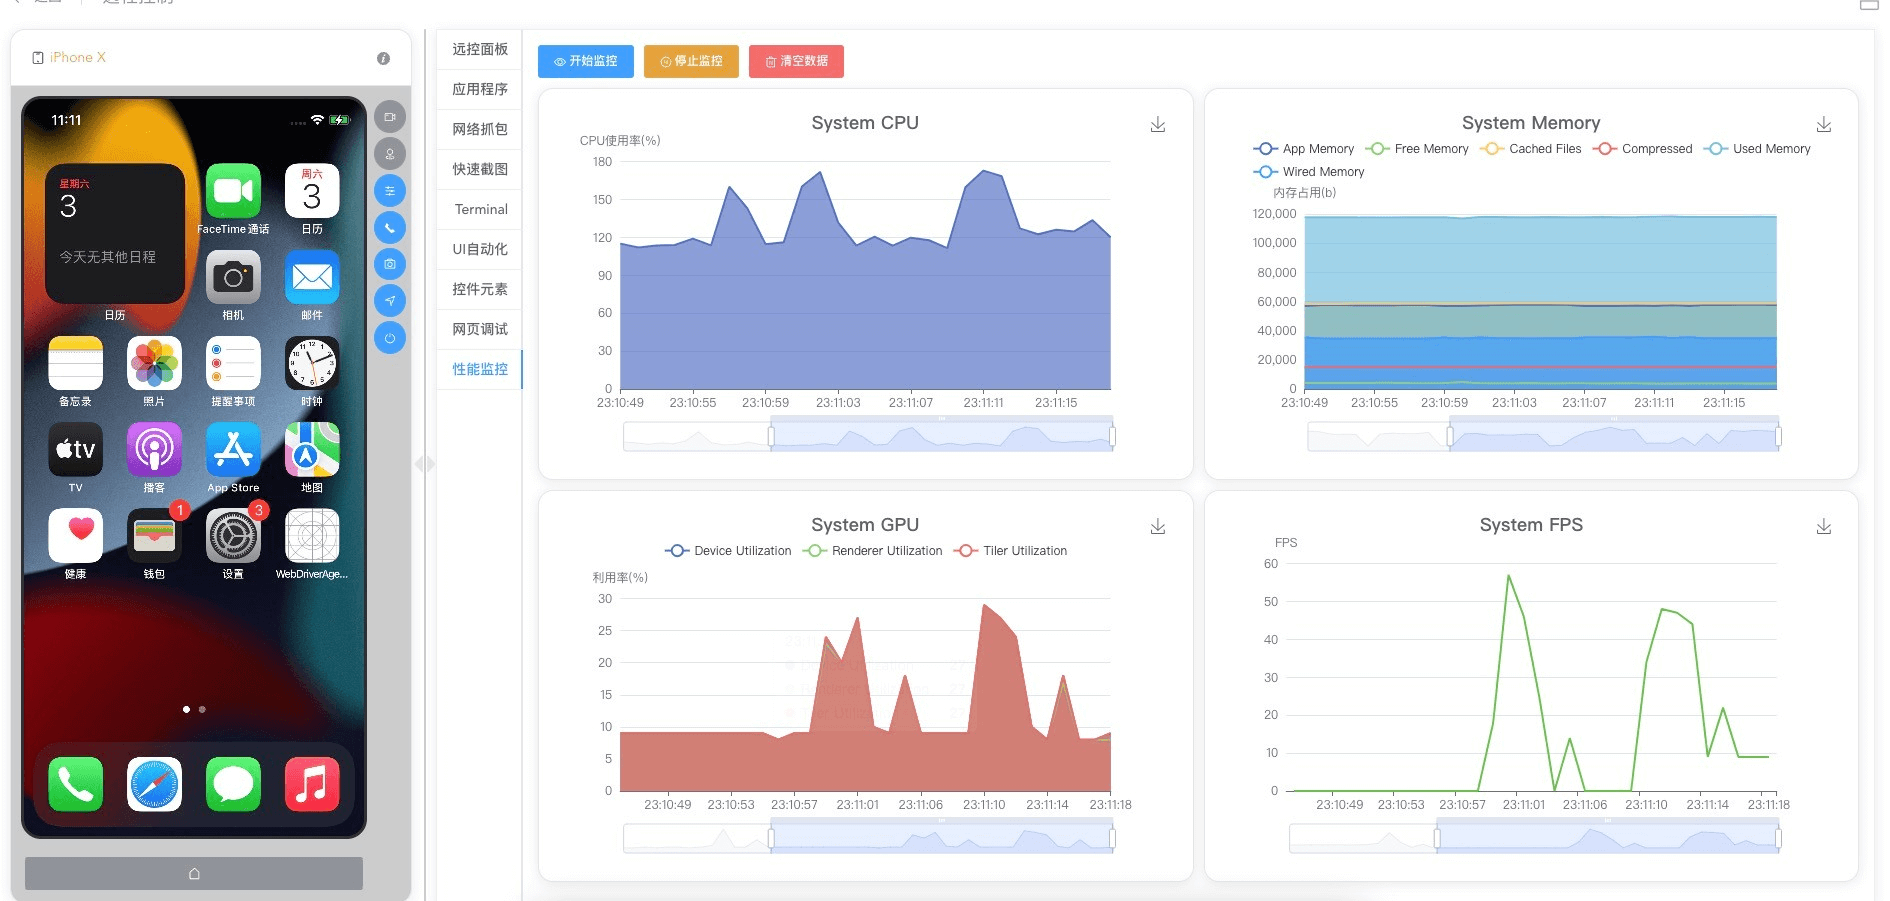 iPhone X
11:11
星期六
3
今天无其他日程
日历
FaceTime 通话
周六
3
日历
相机
邮件
备忘录
照片
提醒事项
时钟
tv
TV
播客
App Store
地图
1
3
健康
钱包
设置
WebDriverAge...
远控面板
应用程序
网络抓包
快速截图
Terminal
UI自动化
控件元素
网页调试
性能监控
开始监控
停止监控
清空数据
System CPU
CPU使用率(%)
180
150
120
90
60
30
0
23:10:49 23:10:55 23:10:59 23:11:03 23:11:07 23:11:11 23:11:15
System Memory
App Memory Free Memory Cached Files Compressed Used Memory
Wired Memory
内存占用(b)
120,000
100,000
80,000
60,000
40,000
20,000
0
23:10:49 23:10:55 23:10:59 23:11:03 23:11:07 23:11:11 23:11:15
System GPU
Device Utilization Renderer Utilization Tiler Utilization
利用率(%)
30
25
20
15
10
5
0
23:10:49 23:10:53 23:10:57 23:11:01 23:11:06 23:11:10 23:11:14 23:11:18
System FPS
FPS
60
50
40
30
20
10
0
23:10:49 23:10:53 23:10:57 23:11:01 23:11:06 23:11:10 23:11:14 23:11:18